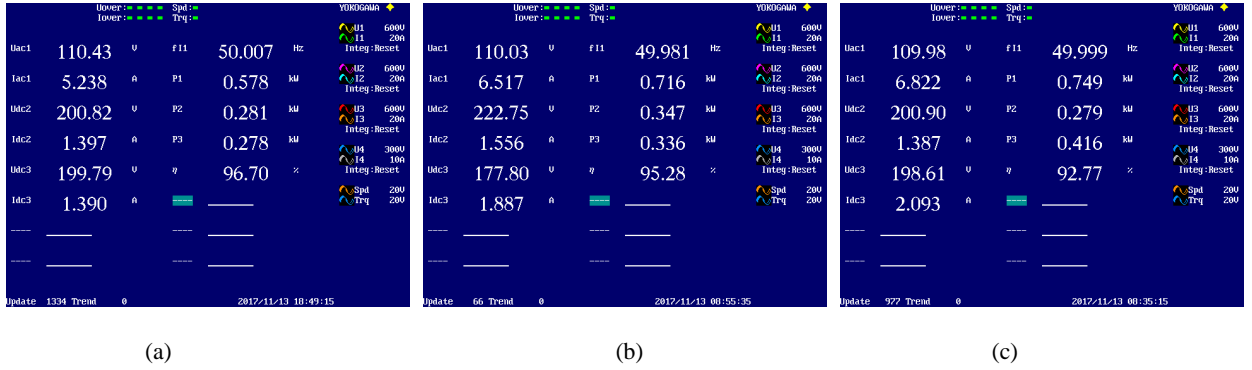 Uover:---- Spd:-
Iover:---- Trq:-
YOKOGAWA
Uac1 110.43 V fI1 50.007 Hz
Iac1 5.238 A P1 0.578 kW
Udc2 200.82 V P2 0.281 kW
Idc2 1.397 A P3 0.278 kW
Udc3 199.79 V η 96.70 %
Idc3 1.390 A ----
---- ----
---- ----
U1 600V
I1 20A
Integ:Reset
U2 600V
I2 20A
Integ:Reset
U3 600V
I3 20A
Integ:Reset
U4 300V
I4 10A
Integ:Reset
Spd 20V
Trq 20V
Update 1334 Trend 0 2017/11/13 18:49:15
(a)
Uover:---- Spd:-
Iover:---- Trq:-
YOKOGAWA
Uac1 110.03 V fI1 49.981 Hz
Iac1 6.517 A P1 0.716 kW
Udc2 222.75 V P2 0.347 kW
Idc2 1.556 A P3 0.336 kW
Udc3 177.80 V η 95.28 %
Idc3 1.887 A ----
---- ----
---- ----
U1 600V
I1 20A
Integ:Reset
U2 600V
I2 20A
Integ:Reset
U3 600V
I3 20A
Integ:Reset
U4 300V
I4 10A
Integ:Reset
Spd 20V
Trq 20V
Update 66 Trend 0 2017/11/13 08:55:35
(b)
Uover:---- Spd:-
Iover:---- Trq:-
YOKOGAWA
Uac1 109.98 V fI1 49.999 Hz
Iac1 6.822 A P1 0.749 kW
Udc2 200.90 V P2 0.279 kW
Idc2 1.387 A P3 0.416 kW
Udc3 198.61 V η 92.77 %
Idc3 2.093 A ----
---- ----
---- ----
U1 600V
I1 20A
Integ:Reset
U2 600V
I2 20A
Integ:Reset
U3 600V
I3 20A
Integ:Reset
U4 300V
I4 10A
Integ:Reset
Spd 20V
Trq 20V
Update 977 Trend 0 2017/11/13 08:35:15
(c)